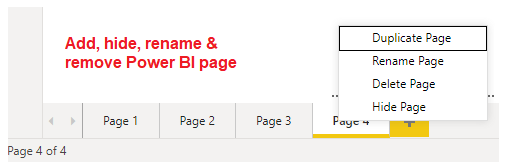 Add, hide, rename &
remove Power BI page
Duplicate Page
Rename Page
Delete Page
Hide Page
Page 1 Page 2 Page 3 Page 4
Page 4 of 4